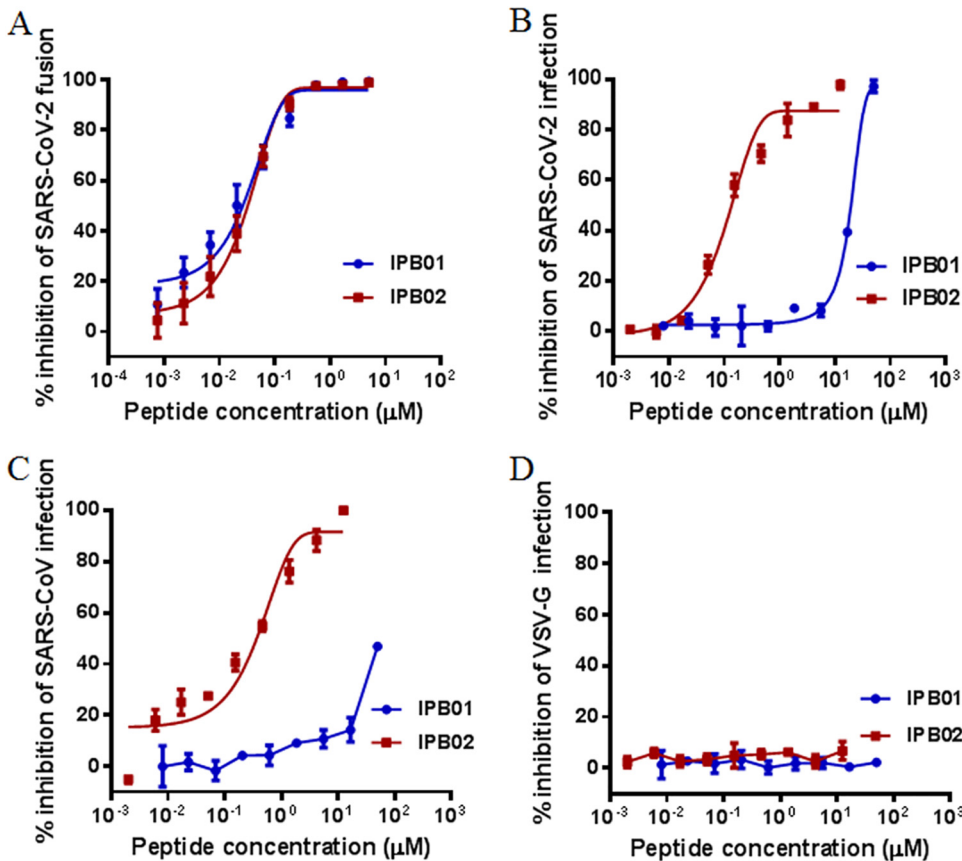 A
% inhibition of SARS-CoV-2 fusion
100
80
60
40
20
0
IPB01
IPB02
10⁻⁴ 10⁻³ 10⁻² 10⁻¹ 10⁰ 10¹ 10²
Peptide concentration (μM)
B
% inhibition of SARS-CoV-2 infection
100
80
60
40
20
0
IPB01
IPB02
10⁻³ 10⁻² 10⁻¹ 10⁰ 10¹ 10² 10³
Peptide concentration (μM)
C
% inhibition of SARS-CoV infection
100
80
60
40
20
0
IPB01
IPB02
10⁻³ 10⁻² 10⁻¹ 10⁰ 10¹ 10² 10³
Peptide concentration (μM)
D
% inhibition of VSV-G infection
100
80
60
40
20
0
IPB01
IPB02
10⁻³ 10⁻² 10⁻¹ 10⁰ 10¹ 10² 10³
Peptide concentration (μM)